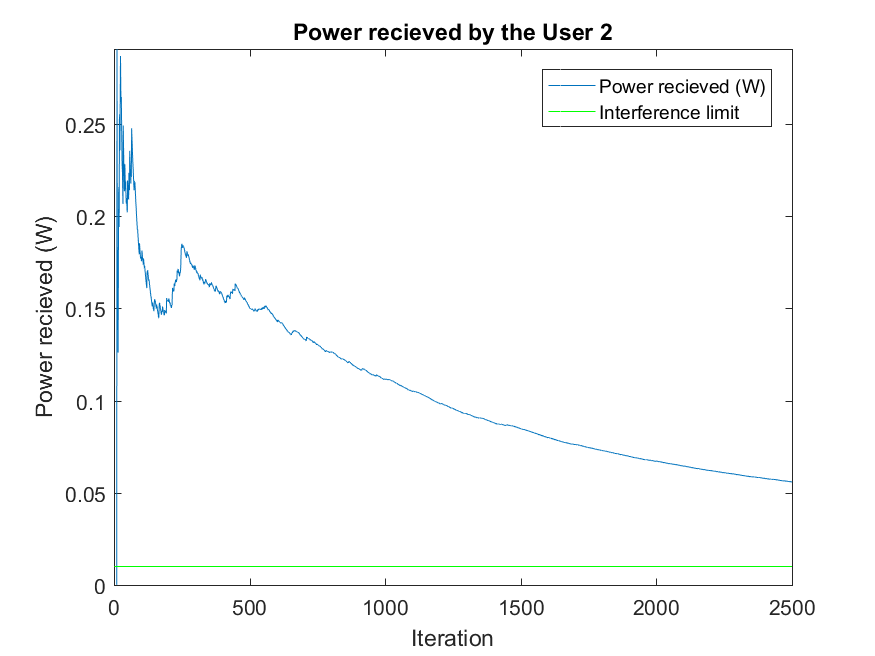 Power recieved by the User 2
Power recieved (W)
Interference limit
Power recieved (W)
0.25
0.2
0.15
0.1
0.05
0
0
500
1000
1500
2000
2500
Iteration